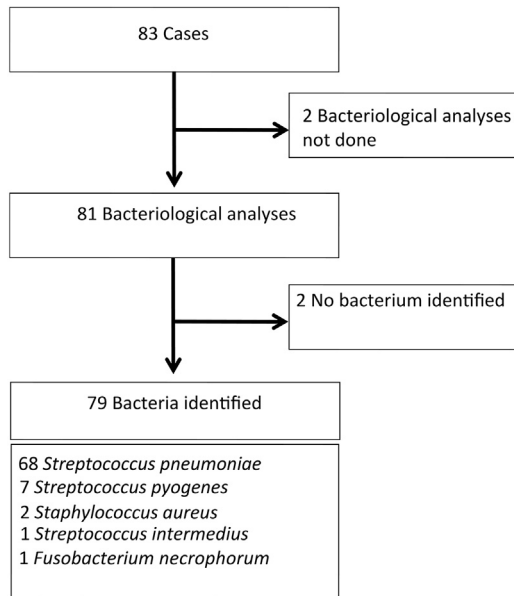 83 Cases
2 Bacteriological analyses
not done
81 Bacteriological analyses
2 No bacterium identified
79 Bacteria identified
68 Streptococcus pneumoniae
7 Streptococcus pyogenes
2 Staphylococcus aureus
1 Streptococcus intermedius
1 Fusobacterium necrophorum